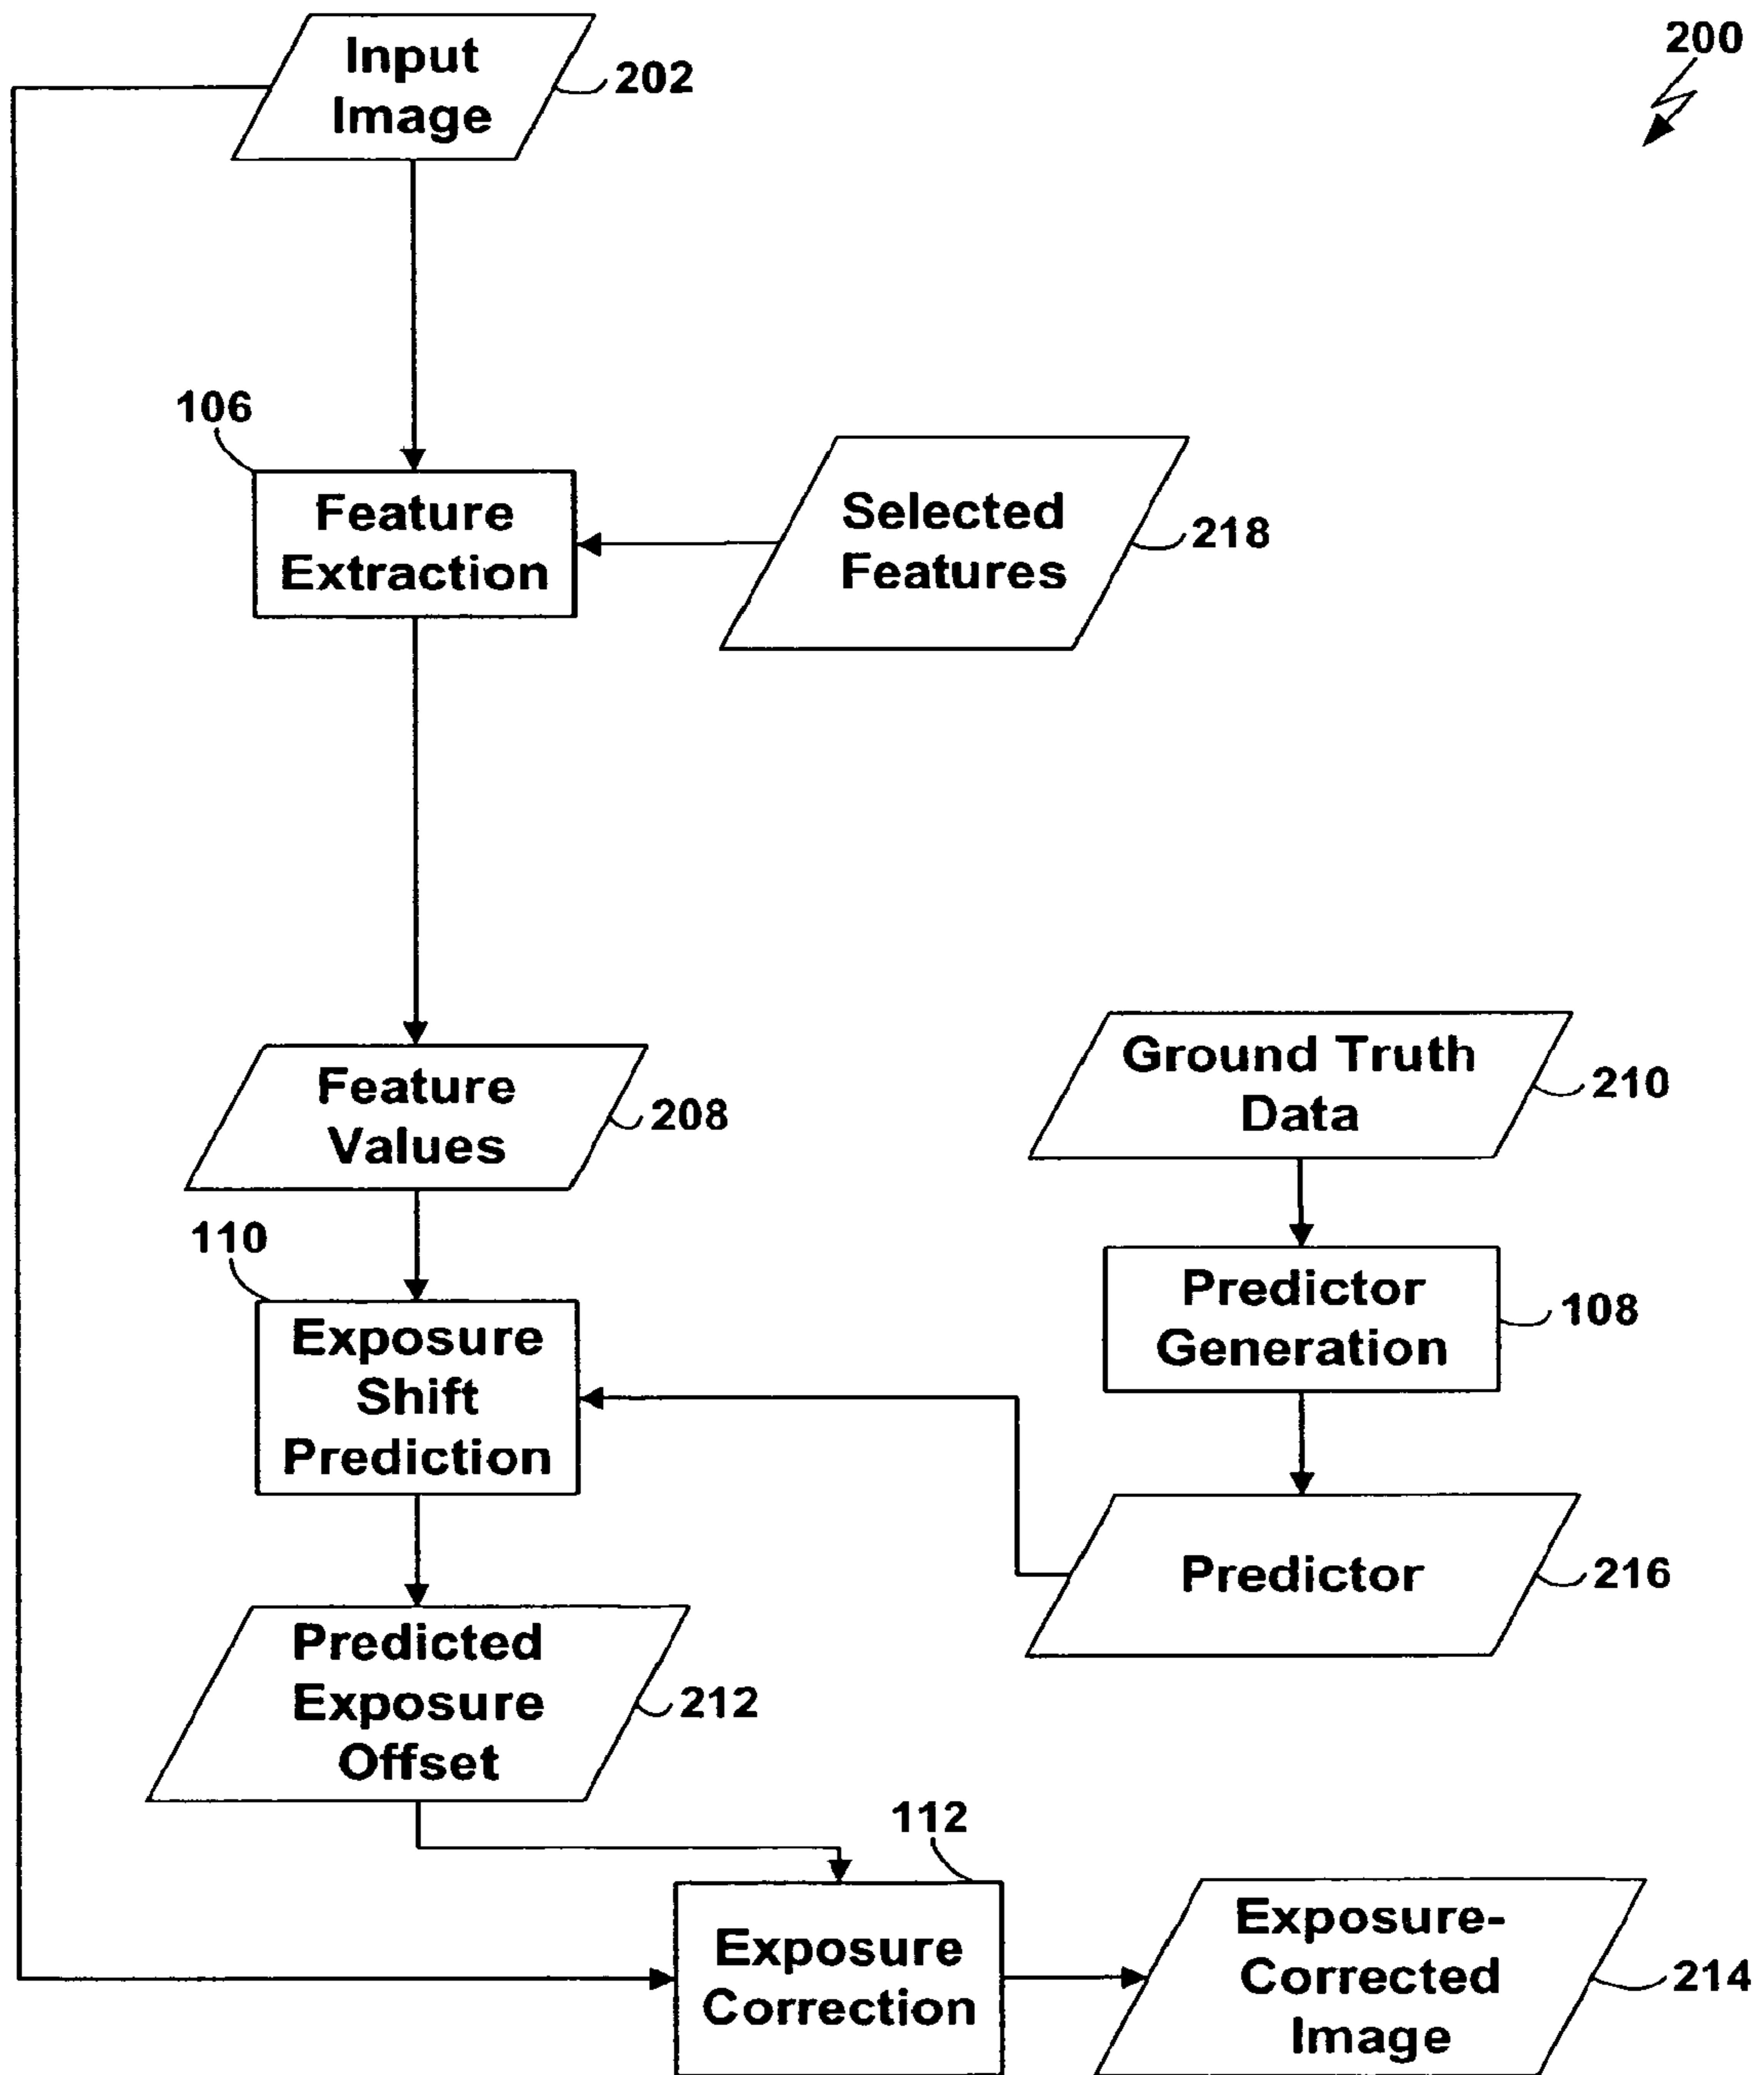 Input
Image
202
200
106
Feature
Extraction
Selected
Features
218
Feature
Values
208
Ground Truth
Data
210
110
Exposure
Shift
Prediction
Predictor
Generation
108
Predictor
216
Predicted
Exposure
Offset
212
112
Exposure
Correction
Exposure-
Corrected
Image
214